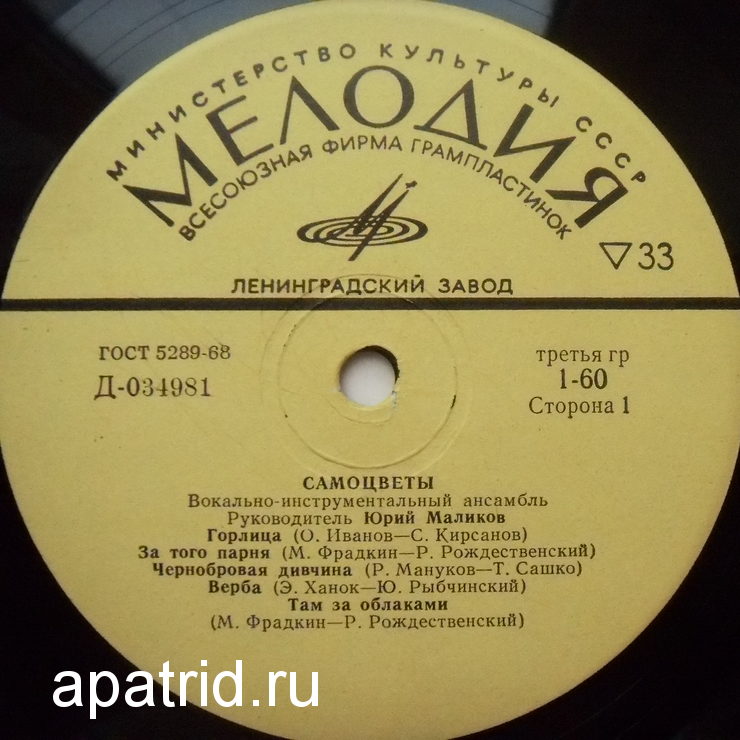 МИНИСТЕРСТВО КУЛЬТУРЫ СССР
МЕЛОДИЯ
ВСЕСОЮЗНАЯ ФИРМА ГРАМПЛАСТИНОК
33
ЛЕНИНГРАДСКИЙ ЗАВОД
ГОСТ 5289-68
третья гр
Д-034981
1-60
Сторона 1
САМОЦВЕТЫ
Вокально-инструментальный ансамбль
Руководитель Юрий Маликов
Горлица (О. Иванов—С. Кирсанов)
За того парня (М. Фрадкин—Р. Рождественский)
Чернобровая дивчина (Р. Мануков—Т. Сашко)
Верба (Э. Ханок—Ю. Рыбчинский)
Там за облаками
(М. Фрадкин—Р. Рождественский)
apatrid.ru